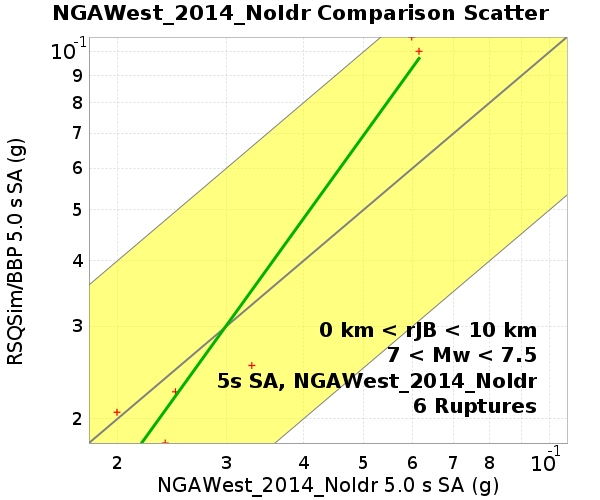 NGAWest_2014_NoIdr Comparison Scatter
RSQSim/BBP 5.0 s SA (g)
10^-1
9
8
7
6
5
4
3
2
0 km < rJB < 10 km
7 < Mw < 7.5
5s SA, NGAWest_2014_NoIdr
6 Ruptures
2 3 4 5 6 7 8 10^-1
NGAWest_2014_NoIdr 5.0 s SA (g)